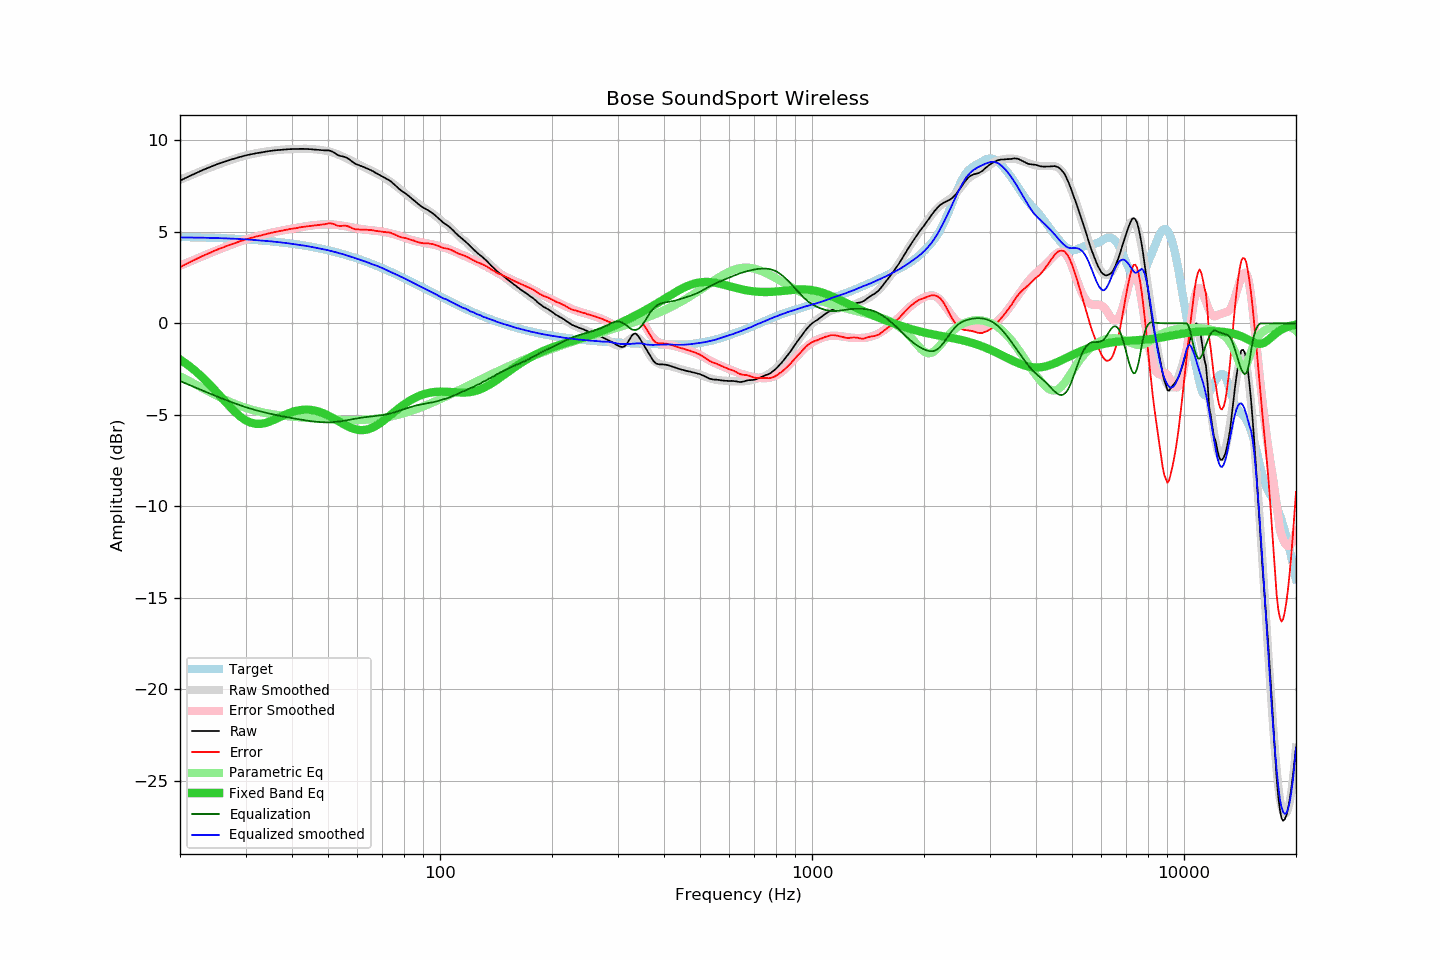 Bose SoundSport Wireless
10
5
0
−5
−10
−15
−20
−25
Amplitude (dBr)
Target
Raw Smoothed
Error Smoothed
Raw
Error
Parametric Eq
Fixed Band Eq
Equalization
Equalized smoothed
100
1000
10000
Frequency (Hz)